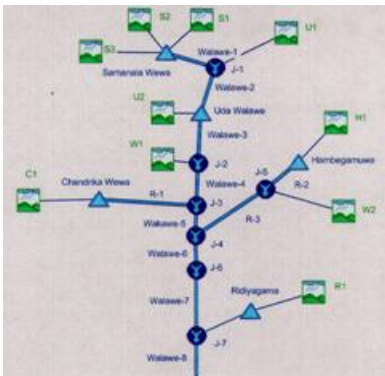 S2
S1
S3
Walawe-1
U1
J-1
Samanala Wewa
Walawe-2
U2
Uda Walawe
Walawe-3
H1
W1
J-2
Hambegamuwa
Chandrika Wewa
Walawe-4
J-5
C1
R-1
J-3
R-2
Wakawe-5
R-3
W2
J-4
Walawe-6
J-6
Ridiyagama
R1
Walawe-7
J-7
Walawe-8